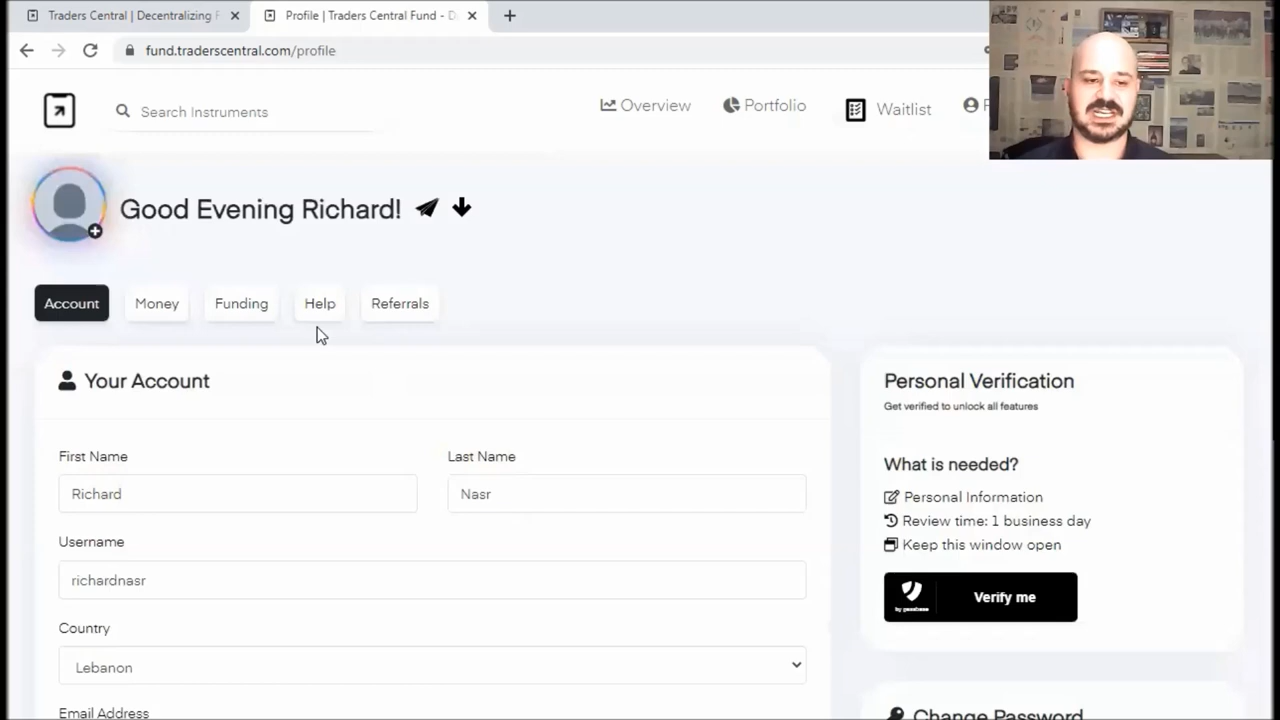 Traders Central | Decentralizing F
Profile | Traders Central Fund - D
fund.traderscentral.com/profile
Search Instruments
Overview
Portfolio
Waitlist
Good Evening Richard!
Account
Money
Funding
Help
Referrals
Your Account
Personal Verification
Get verified to unlock all features
First Name
Last Name
What is needed?
Richard
Nasr
Personal Information
Review time: 1 business day
Username
Keep this window open
richardnasr
Verify me
Country
Lebanon
Email Address
Change Password